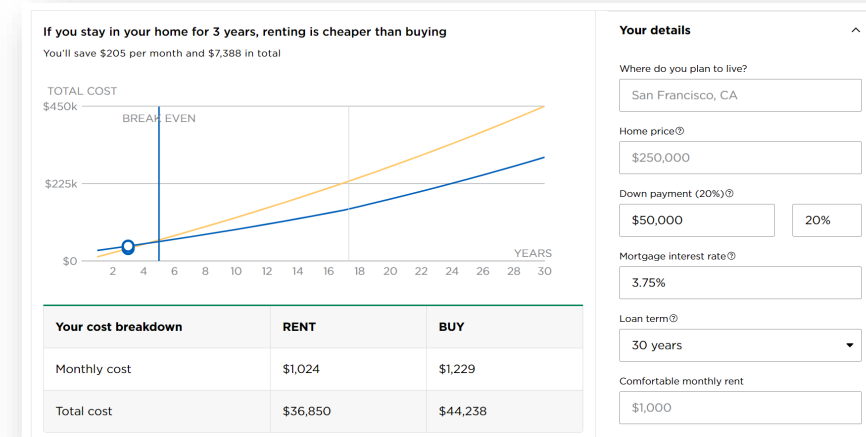 If you stay in your home for 3 years, renting is cheaper than buying
You'll save $205 per month and $7,388 in total
TOTAL COST
$450k
BREAK EVEN
$225k
$0
YEARS
2 4 6 8 10 12 14 16 18 20 22 24 26 28 30
Your cost breakdown RENT BUY
Monthly cost $1,024 $1,229
Total cost $36,850 $44,238
Your details
Where do you plan to live?
San Francisco, CA
Home price?
$250,000
Down payment (20%)?
$50,000 20%
Mortgage interest rate?
3.75%
Loan term?
30 years
Comfortable monthly rent
$1,000